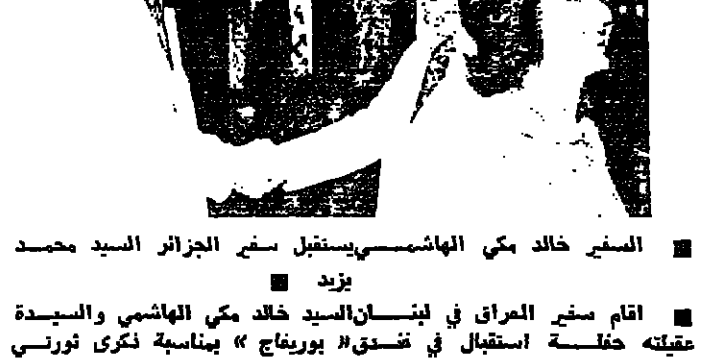 ■ السفير خالد مكي الهاشمي يستقبل سفير الجزائر السيد محمد
يزيد ■
■ اقام سفير العراق في لبنان السيد خالد مكي الهاشمي والسيدة
عقيلته حفلة استقبال في فندق « بوريفاج » بمناسبة ذكرى ثورتي